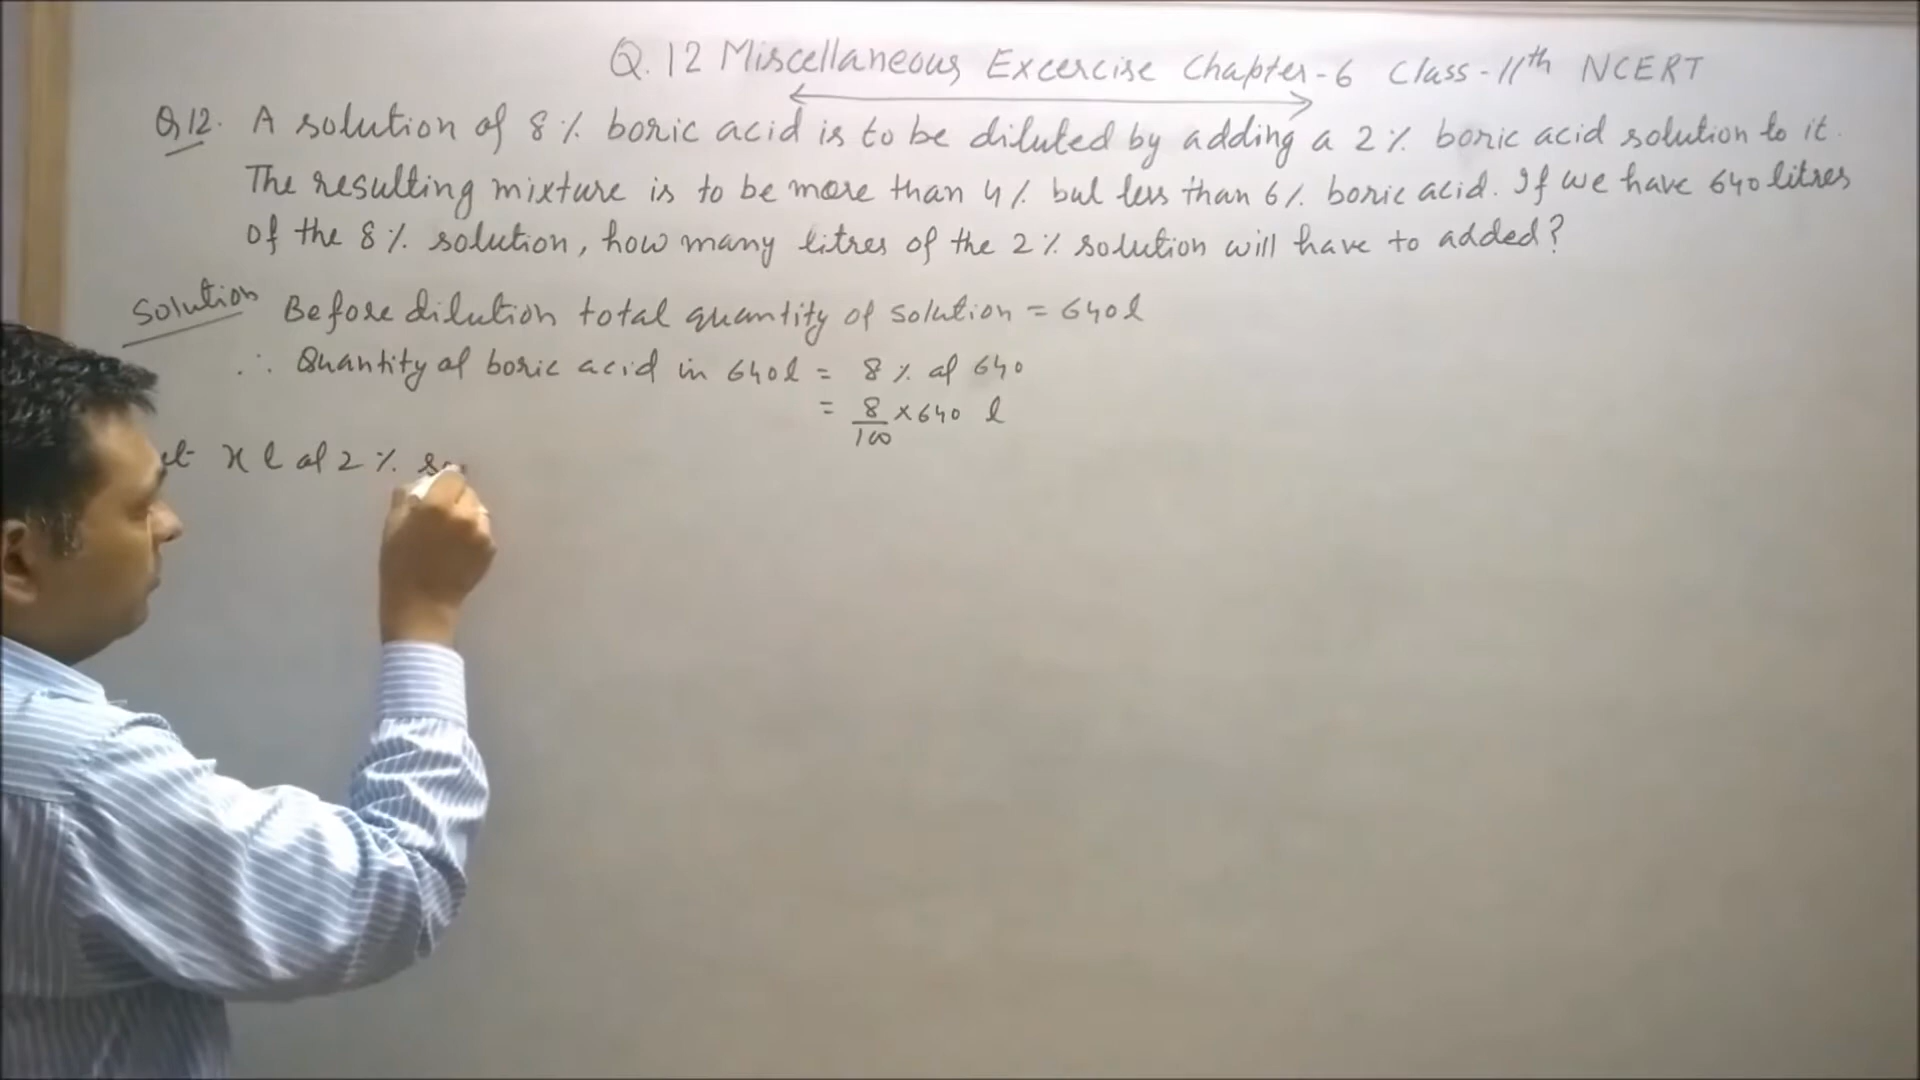 Q.12 Miscellaneous Excercise Chapter-6 Class-11th NCERT
Q12. A solution of 8% boric acid is to be diluted by adding a 2% boric acid solution to it.
The resulting mixture is to be more than 4% but less than 6% boric acid. If we have 640 litres
of the 8% solution, how many litres of the 2% solution will have to added?
Solution Before dilution total quantity of solution = 640 l
∴ Quantity of boric acid in 640 l = 8% of 640
= 8/100 × 640 l
x l of 2%